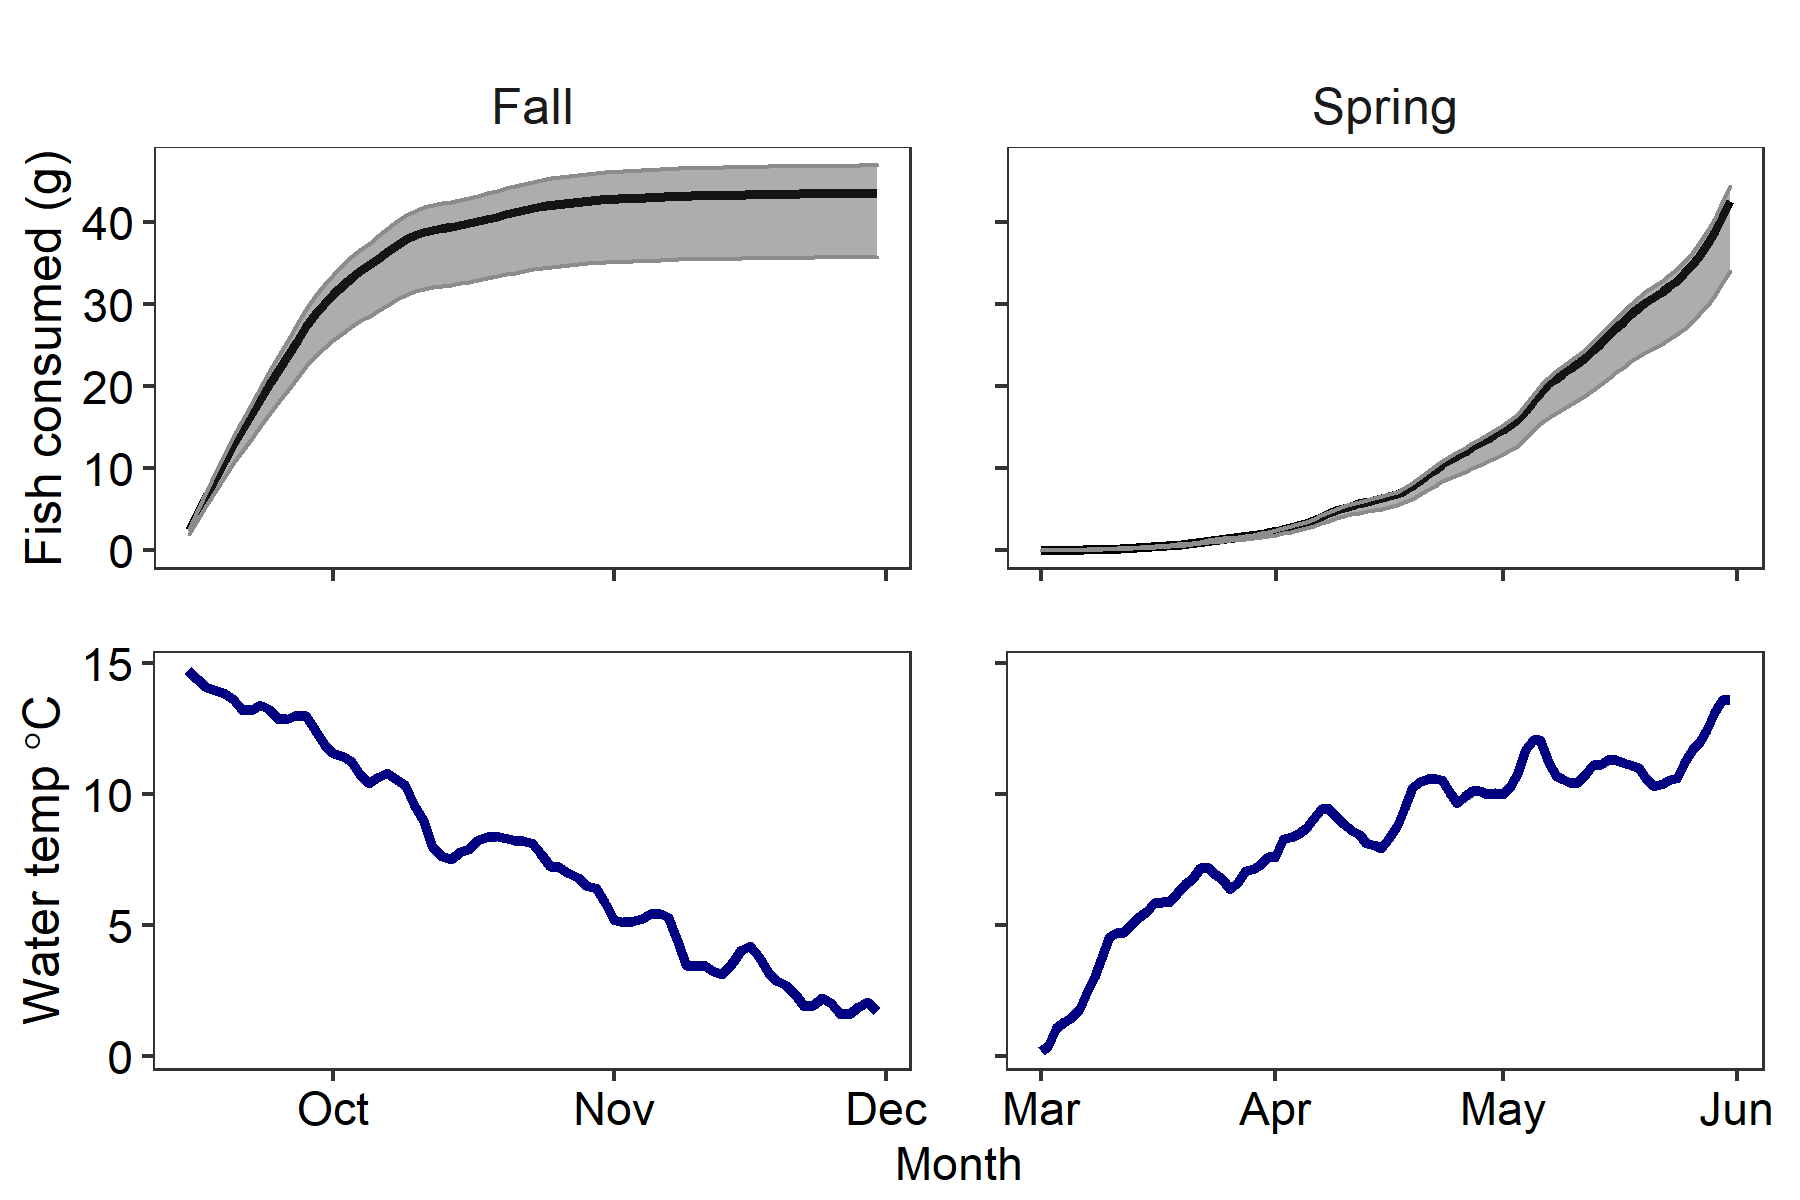 Fall
Spring
Fish consumed (g)
40
30
20
10
0
Water temp °C
15
10
5
0
Oct
Nov
Dec
Mar
Apr
May
Jun
Month